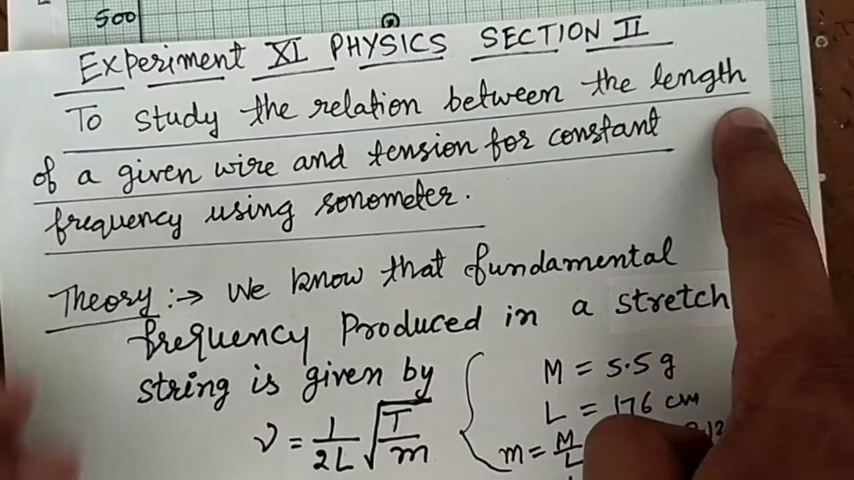 500
Experiment XI PHYSICS SECTION II
To study the relation between the length
of a given wire and tension for constant
frequency using sonometer.
Theory :→ We know that fundamental
frequency Produced in a stretch
string is given by
ν = 1/2L √T/m
M = 5.5 g
L = 176 cm
m = M/L